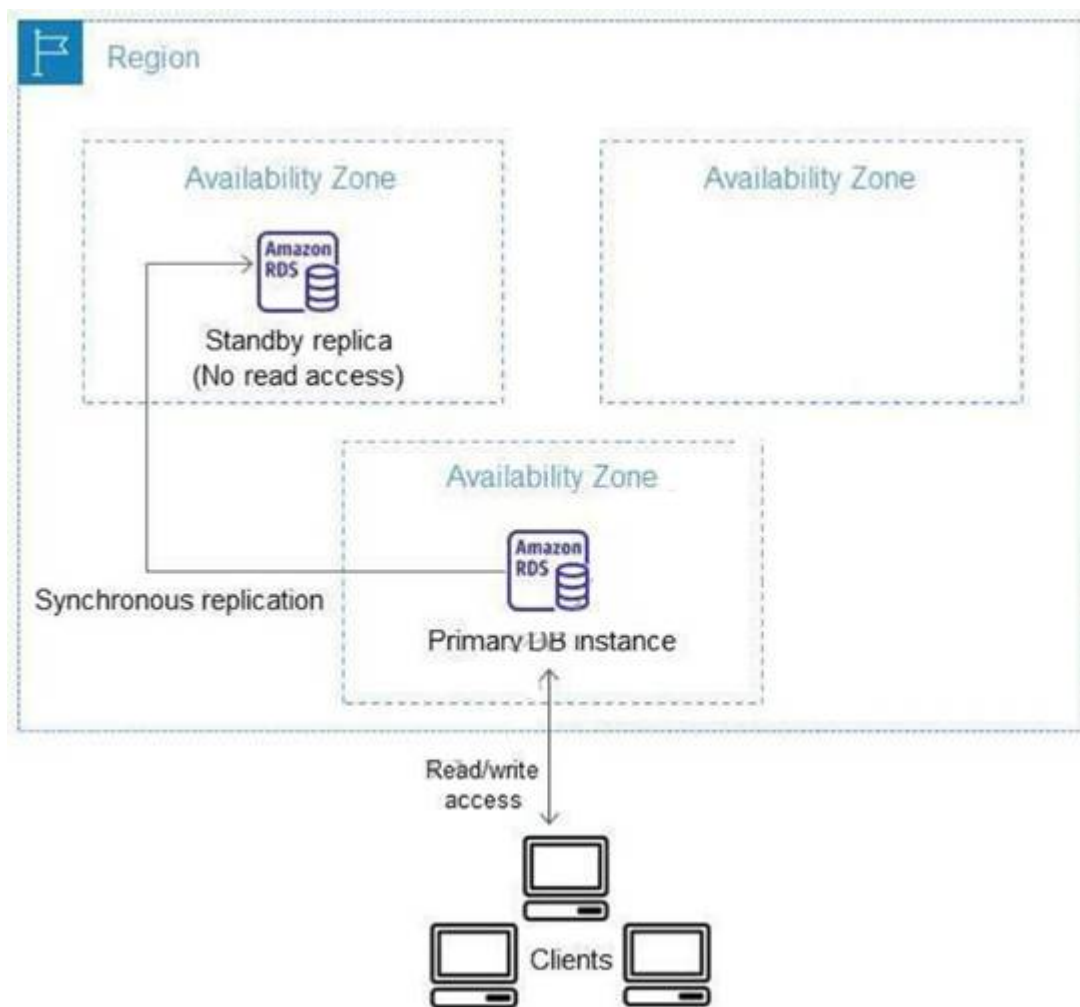 Region
Availability Zone
Availability Zone
Amazon
RDS
Standby replica
(No read access)
Availability Zone
Amazon
RDS
Synchronous replication
Primary DB instance
Read/write
access
Clients